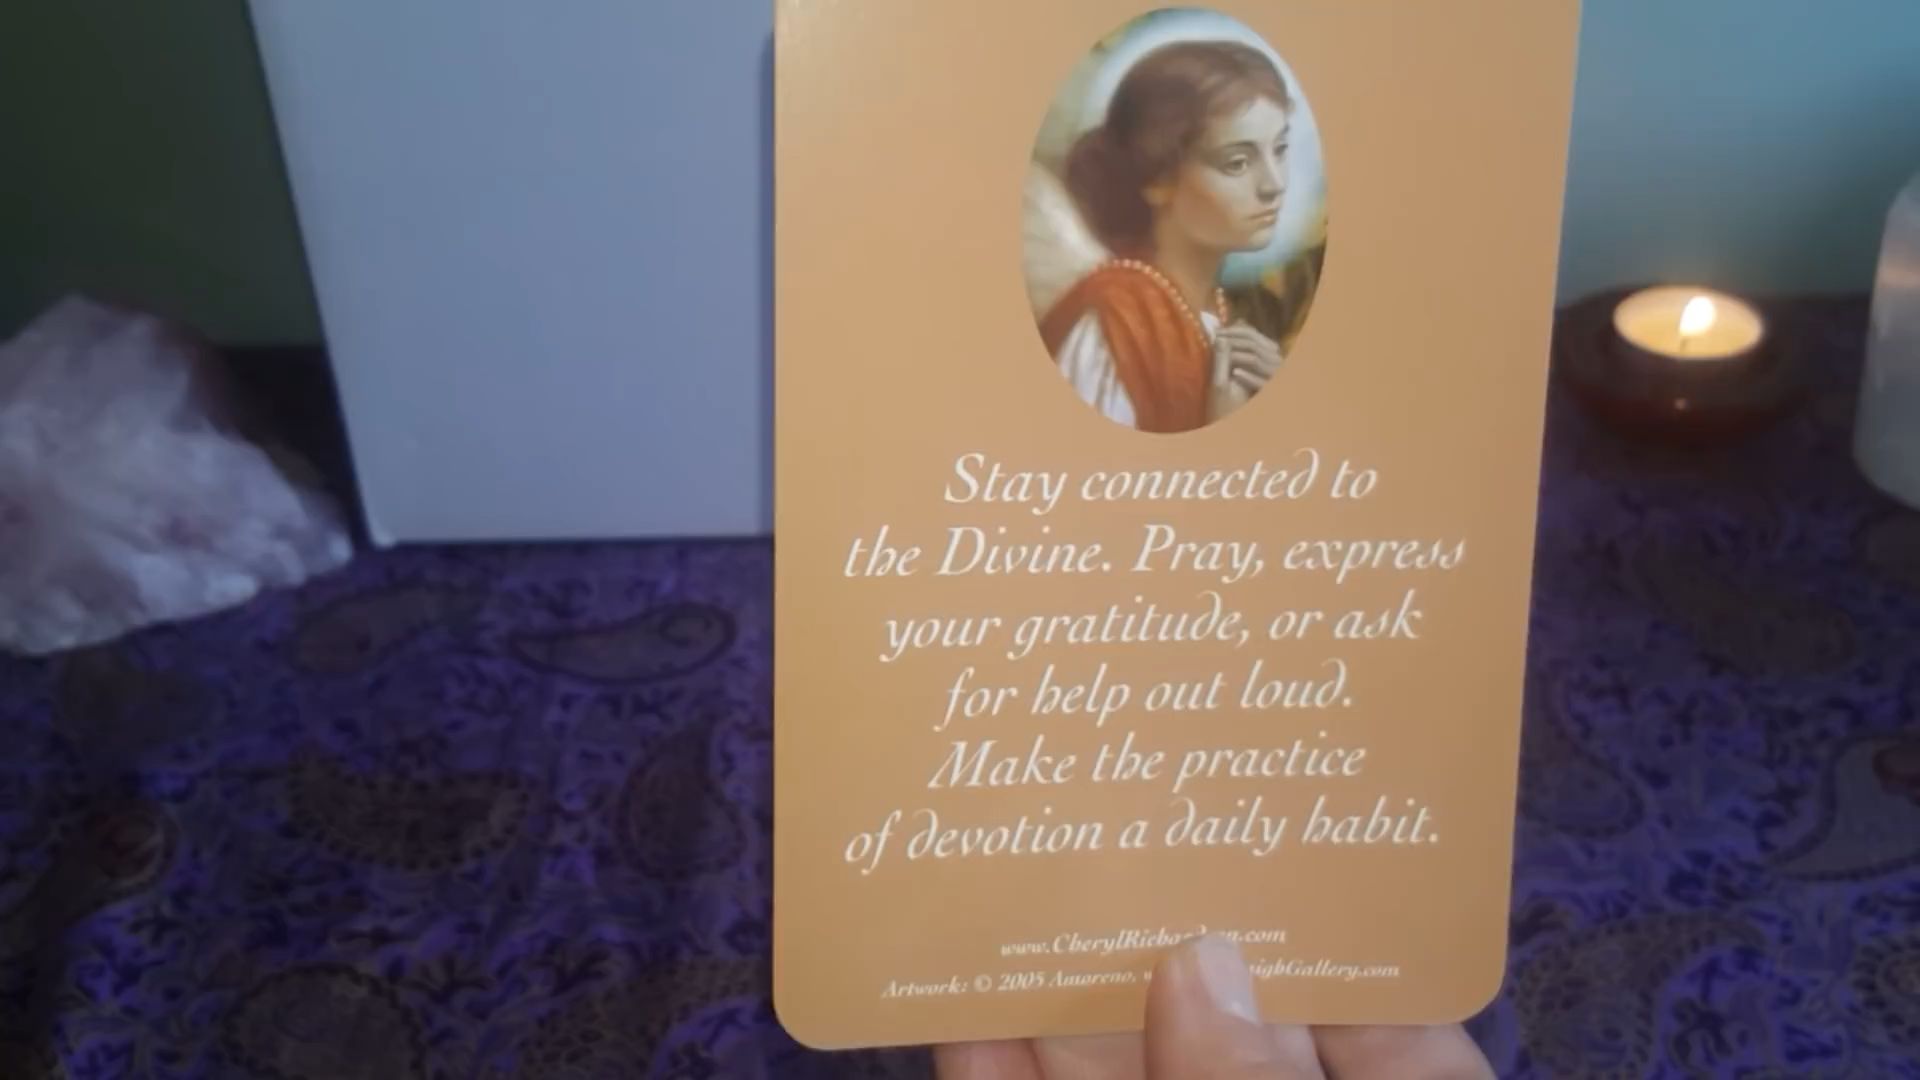 Stay connected to
the Divine. Pray, express
your gratitude, or ask
for help out loud.
Make the practice
of devotion a daily habit.
Artwork: © 2005 Amoreno,